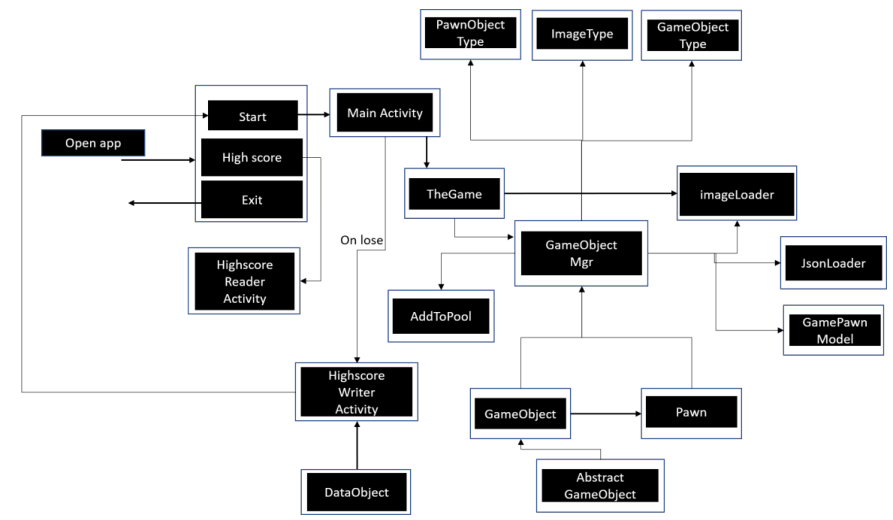 PawnObject
Type
ImageType
GameObject
Type
Start
Main Activity
Open app
High score
Exit
TheGame
imageLoader
On lose
GameObject
Mgr
JsonLoader
Highscore
Reader
Activity
AddToPool
GamePawn
Model
Highscore
Writer
Activity
GameObject
Pawn
DataObject
Abstract
GameObject